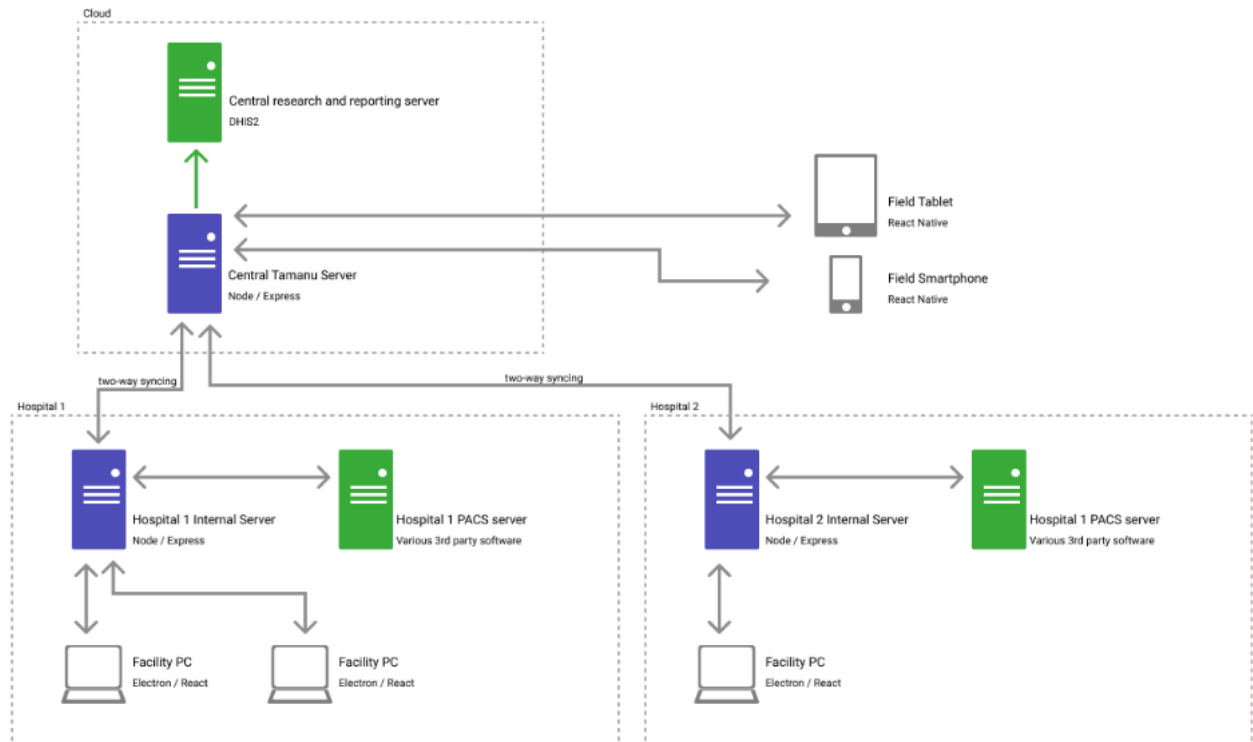 Cloud
Central research and reporting server
DHIS2
Field Tablet
React Native
Central Tamanu Server
Node / Express
Field Smartphone
React Native
two-way syncing
two-way syncing
Hospital 1
Hospital 2
Hospital 1 Internal Server
Node / Express
Hospital 1 PACS server
Various 3rd party software
Hospital 2 Internal Server
Node / Express
Hospital 1 PACS server
Various 3rd party software
Facility PC
Electron / React
Facility PC
Electron / React
Facility PC
Electron / React